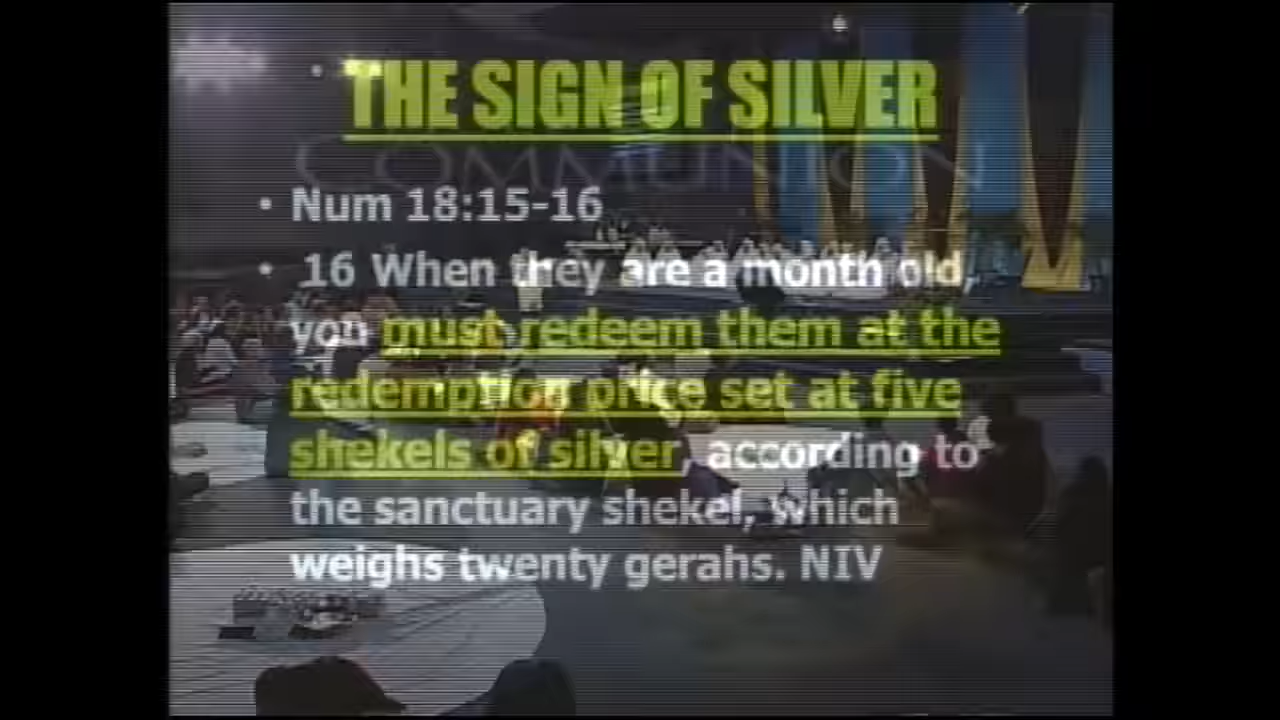 THE SIGN OF SILVER
COMMUNION
• Num 18:15-16
• 16 When they are a month old,
you must redeem them at the
redemption price set at five
shekels of silver, according to
the sanctuary shekel, which
weighs twenty gerahs. NIV